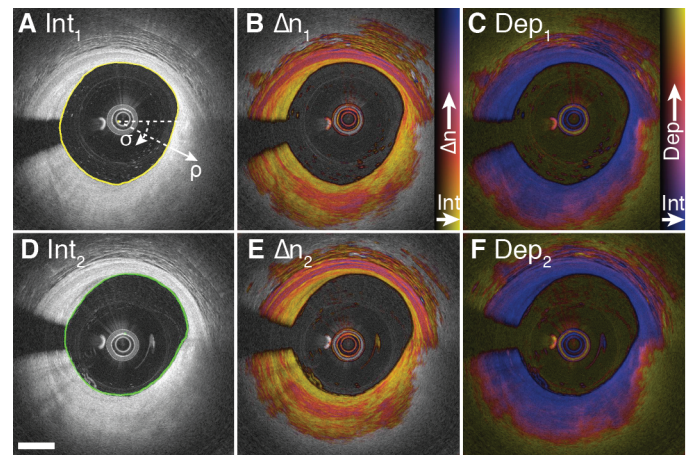 A Int1
B Δn1
C Dep1
σ
ρ
Δn
Int
Dep
Int
D Int2
E Δn2
F Dep2